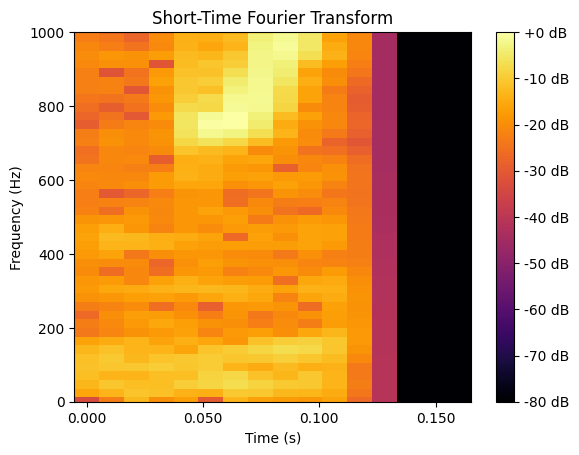 Short-Time Fourier Transform
1000
800
600
400
200
0
Frequency (Hz)
0.000
0.050
0.100
0.150
Time (s)
+0 dB
-10 dB
-20 dB
-30 dB
-40 dB
-50 dB
-60 dB
-70 dB
-80 dB